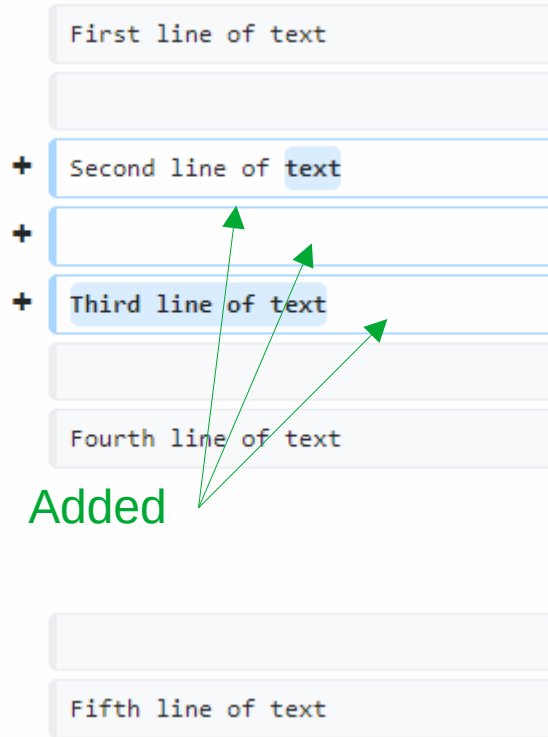 First line of text
+ Second line of text
+
+ Third line of text
Fourth line of text
Added
Fifth line of text